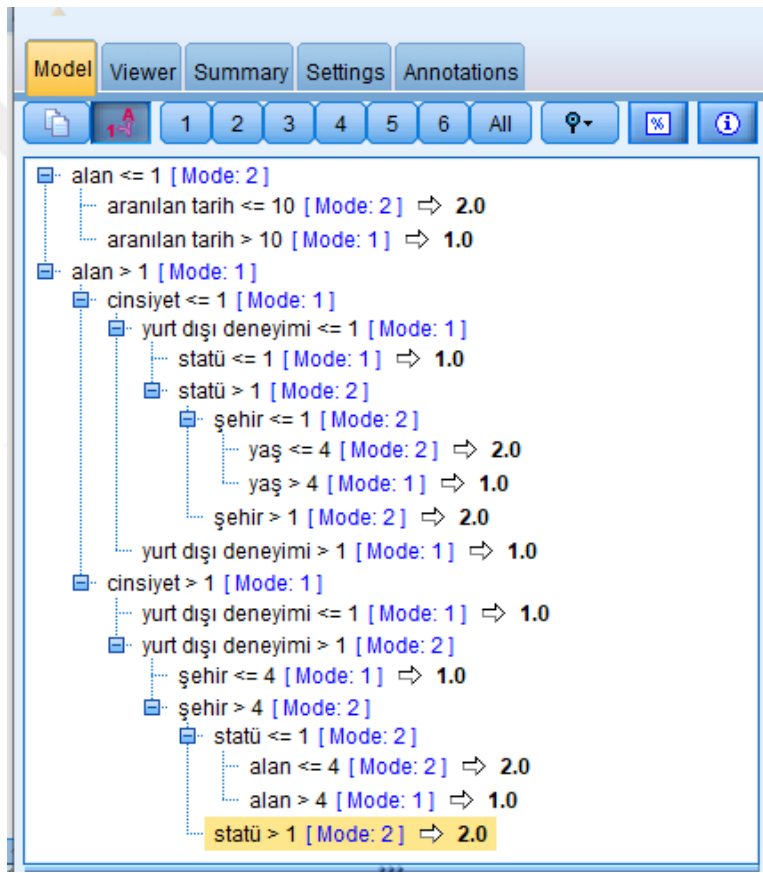 Model Viewer Summary Settings Annotations
1 2 3 4 5 6 All %
alan <= 1 [ Mode: 2 ]
aranılan tarih <= 10 [ Mode: 2 ] ⇨ 2.0
aranılan tarih > 10 [ Mode: 1 ] ⇨ 1.0
alan > 1 [ Mode: 1 ]
cinsiyet <= 1 [ Mode: 1 ]
yurt dışı deneyimi <= 1 [ Mode: 1 ]
statü <= 1 [ Mode: 1 ] ⇨ 1.0
statü > 1 [ Mode: 2 ]
şehir <= 1 [ Mode: 2 ]
yaş <= 4 [ Mode: 2 ] ⇨ 2.0
yaş > 4 [ Mode: 1 ] ⇨ 1.0
şehir > 1 [ Mode: 2 ] ⇨ 2.0
yurt dışı deneyimi > 1 [ Mode: 1 ] ⇨ 1.0
cinsiyet > 1 [ Mode: 1 ]
yurt dışı deneyimi <= 1 [ Mode: 1 ] ⇨ 1.0
yurt dışı deneyimi > 1 [ Mode: 2 ]
şehir <= 4 [ Mode: 1 ] ⇨ 1.0
şehir > 4 [ Mode: 2 ]
statü <= 1 [ Mode: 2 ]
alan <= 4 [ Mode: 2 ] ⇨ 2.0
alan > 4 [ Mode: 1 ] ⇨ 1.0
statü > 1 [ Mode: 2 ] ⇨ 2.0